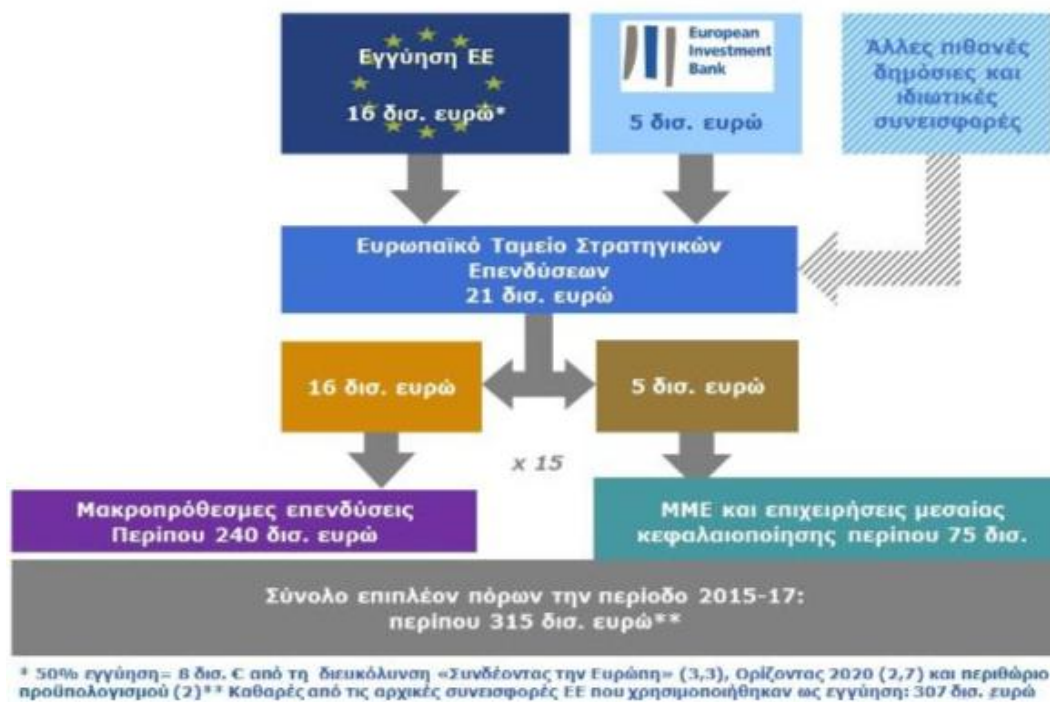 Εγγύηση ΕΕ
16 δισ. ευρώ*
European
Investment
Bank
5 δισ. ευρώ
Άλλες πιθανές
δημόσιες και
ιδιωτικές
συνεισφορές
Ευρωπαϊκό Ταμείο Στρατηγικών
Επενδύσεων
21 δισ. ευρώ
16 δισ. ευρώ
5 δισ. ευρώ
x 15
Μακροπρόθεσμες επενδύσεις
Περίπου 240 δισ. ευρώ
ΜΜΕ και επιχειρήσεις μεσαίας
κεφαλαιοποίησης περίπου 75 δισ.
Σύνολο επιπλέον πόρων την περίοδο 2015-17:
περίπου 315 δισ. ευρώ**
* 50% εγγύηση= 8 δισ. € από τη διευκόλυνση «Συνδέοντας την Ευρώπη» (3,3), Ορίζοντας 2020 (2,7) και περιθώριο
προϋπολογισμού (2)** Καθαρές από τις αρχικές συνεισφορές ΕΕ που χρησιμοποιήθηκαν ως εγγύηση: 307 δισ. ευρώ